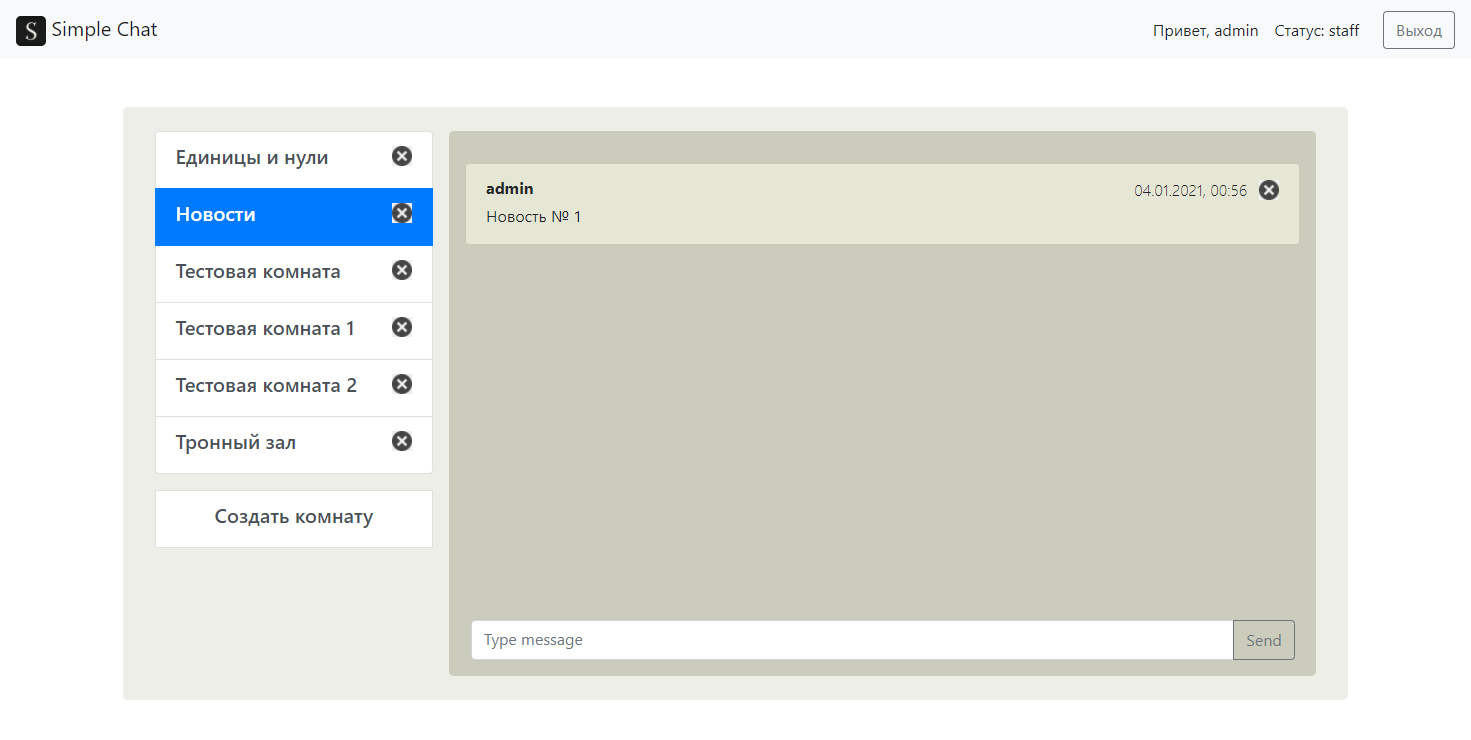 S Simple Chat
Привет, admin Статус: staff Выход
Единицы и нули
Новости
Тестовая комната
Тестовая комната 1
Тестовая комната 2
Тронный зал
Создать комнату
admin 04.01.2021, 00:56
Новость № 1
Type message Send